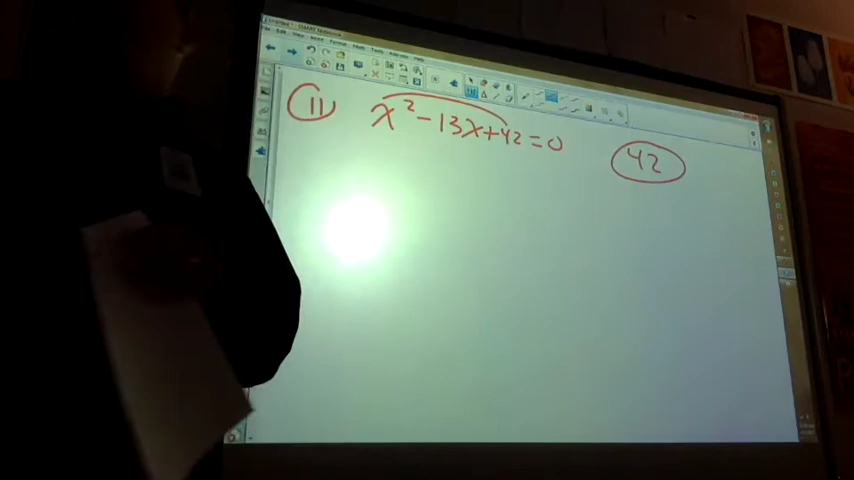 11 x² - 13x + 42 = 0 42